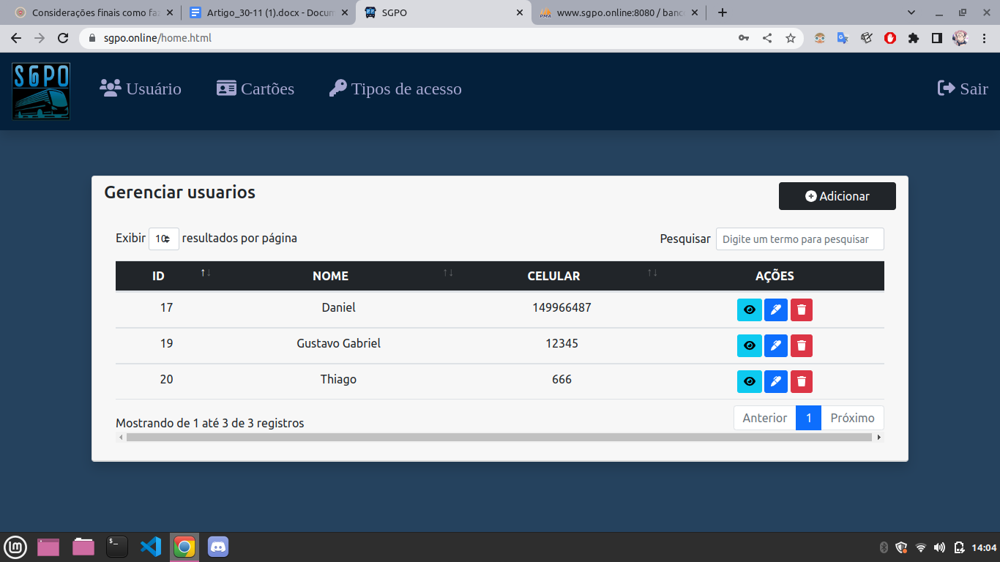 Considerações finais como faz
Artigo_30-11 (1).docx - Docum
SGPO
www.sgpo.online:8080 / banc
sgpo.online/home.html
SGPO
Usuário
Cartões
Tipos de acesso
Sair
Gerenciar usuarios
Adicionar
Exibir 10 resultados por página
Pesquisar Digite um termo para pesquisar
ID NOME CELULAR AÇÕES
17 Daniel 149966487
19 Gustavo Gabriel 12345
20 Thiago 666
Mostrando de 1 até 3 de 3 registros
Anterior 1 Próximo
14:04